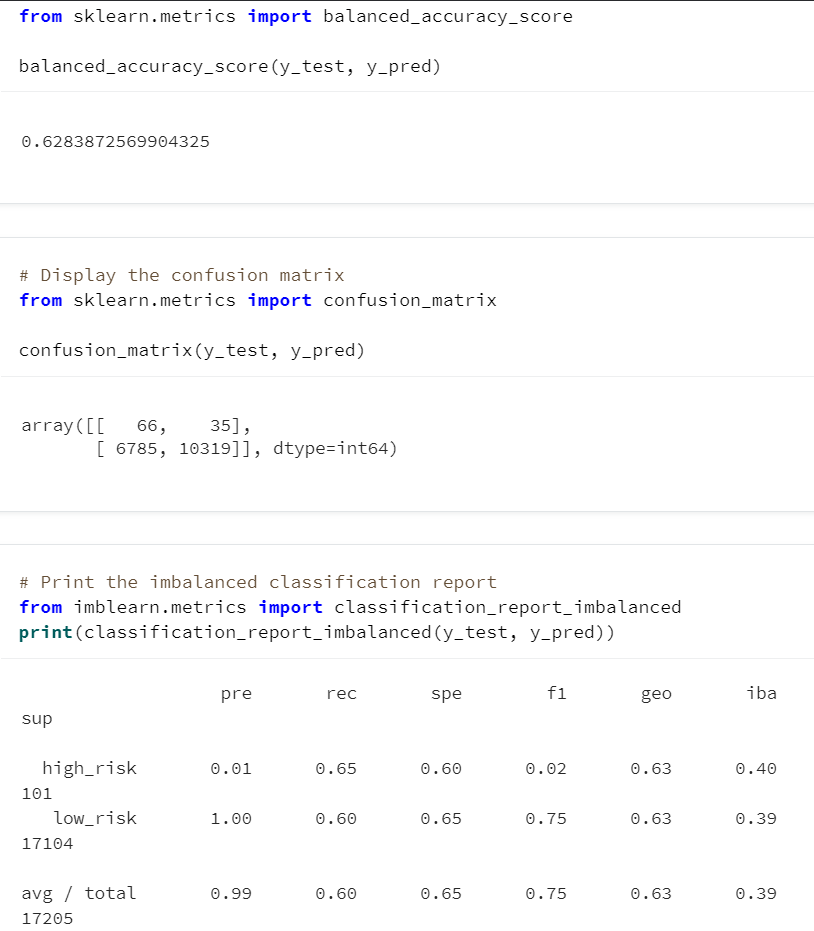 from sklearn.metrics import balanced_accuracy_score
balanced_accuracy_score(y_test, y_pred)
0.6283872569904325
# Display the confusion matrix
from sklearn.metrics import confusion_matrix
confusion_matrix(y_test, y_pred)
array([[   66,    35],
       [ 6785, 10319]], dtype=int64)
# Print the imbalanced classification report
from imblearn.metrics import classification_report_imbalanced
print(classification_report_imbalanced(y_test, y_pred))
                   pre       rec       spe        f1       geo       iba
sup
  high_risk       0.01      0.65      0.60      0.02      0.63      0.40
101
   low_risk       1.00      0.60      0.65      0.75      0.63      0.39
17104
avg / total       0.99      0.60      0.65      0.75      0.63      0.39
17205